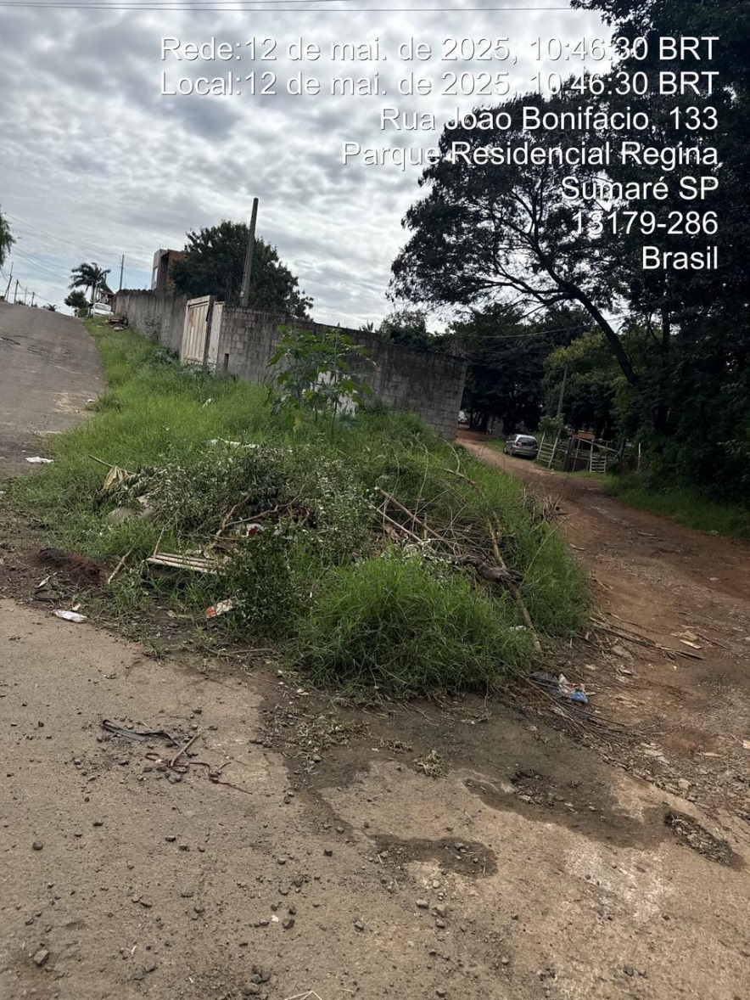 Rede:12 de mai. de 2025, 10:46:30 BRT
Local:12 de mai. de 2025, 10:46:30 BRT
Rua João Bonifácio, 133
Parque Residencial Regina
Sumaré SP
13179-286
Brasil